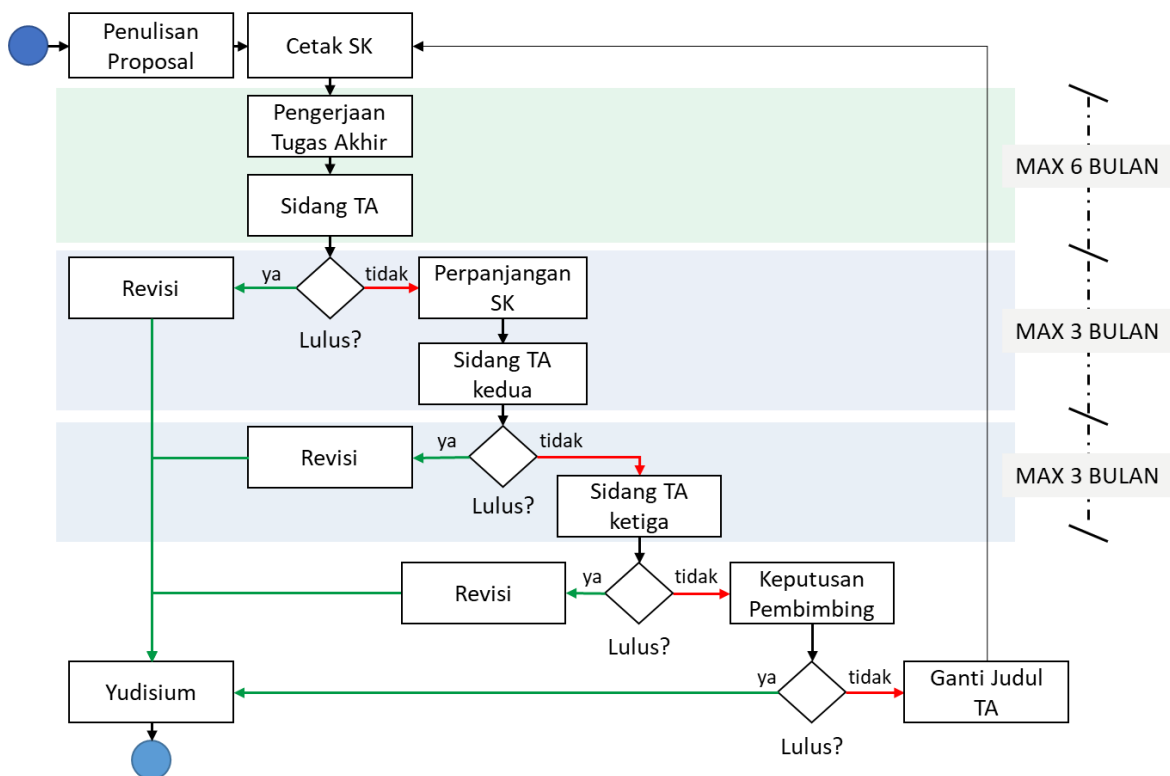 Penulisan
Proposal
Cetak SK
Pengerjaan
Tugas Akhir
MAX 6 BULAN
Sidang TA
Revisi
ya
tidak
Lulus?
Perpanjangan
SK
MAX 3 BULAN
Sidang TA
kedua
Revisi
ya
tidak
Lulus?
MAX 3 BULAN
Sidang TA
ketiga
Revisi
ya
tidak
Lulus?
Keputusan
Pembimbing
Yudisium
ya
tidak
Lulus?
Ganti Judul
TA